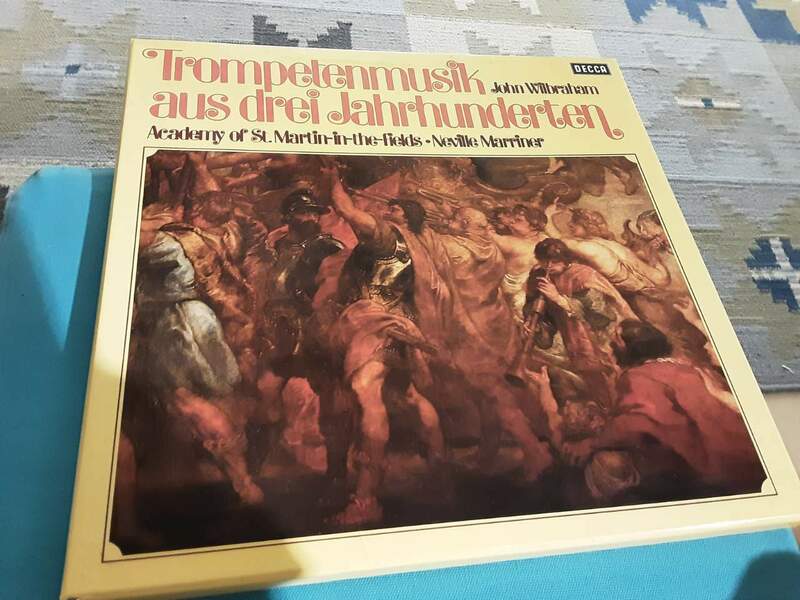 Trompetenmusik
John Wilbraham
DECCA
aus drei Jahrhunderten
Academy of St. Martin-in-the-fields • Neville Marriner